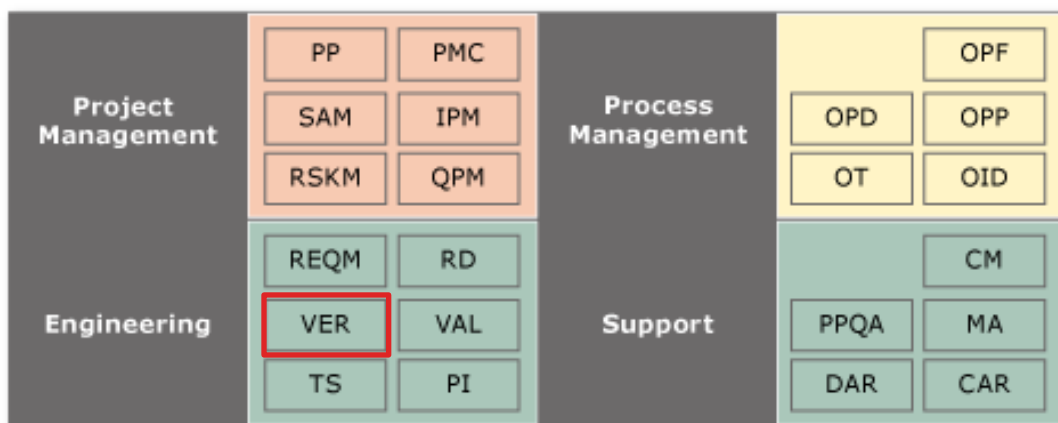 Project
Management
PP PMC
SAM IPM
RSKM QPM
Process
Management
OPF
OPD OPP
OT OID
Engineering
REQM RD
VER VAL
TS PI
Support
CM
PPQA MA
DAR CAR